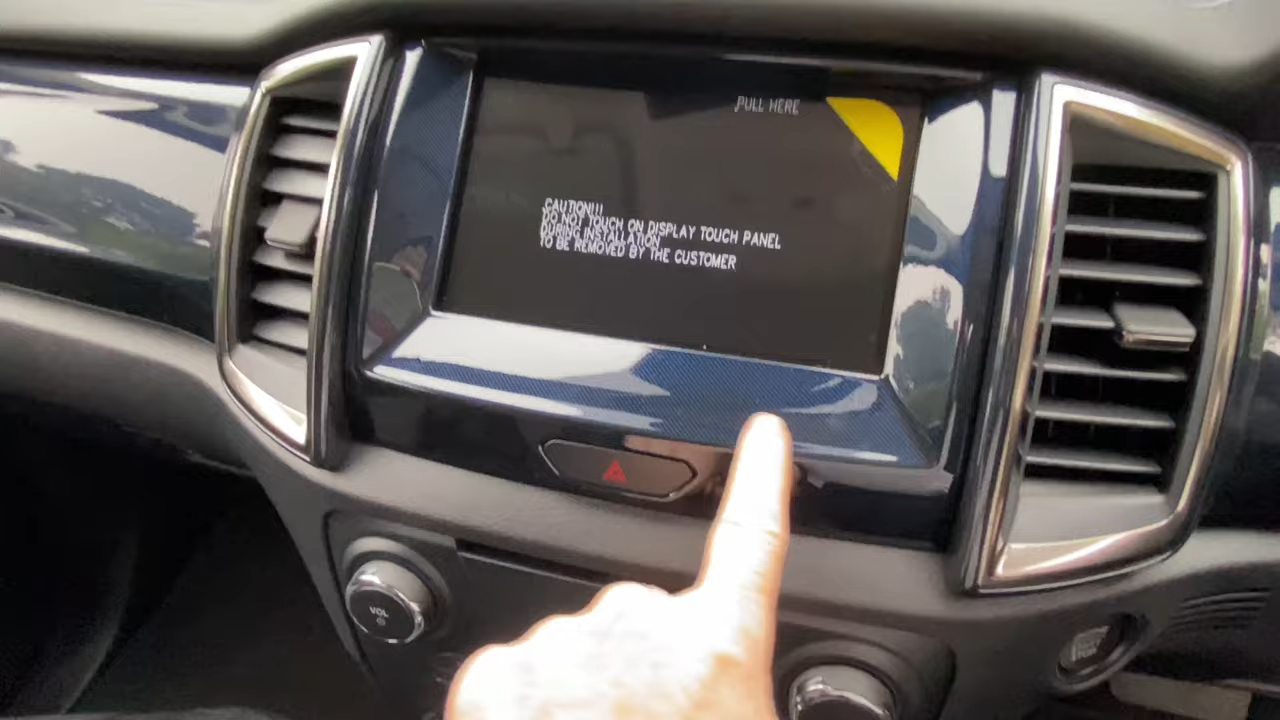 PULL HERE
CAUTION!!!
DO NOT TOUCH ON DISPLAY TOUCH PANEL
DURING INSTALLATION
TO BE REMOVED BY THE CUSTOMER
VOL